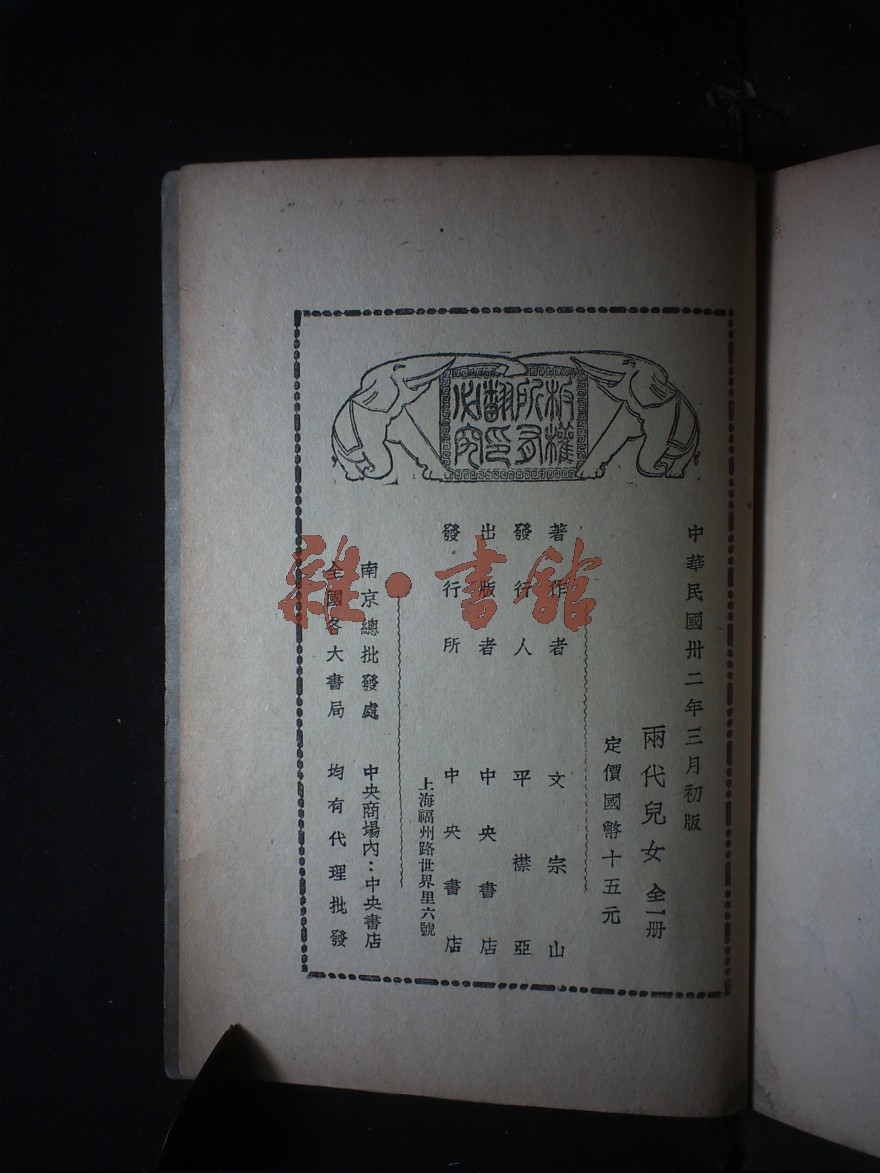 版權
所有
翻印
必究
中華民國卅二年三月初版
兩代兒女 全一册
定價國幣十五元
著作者 文宗山
發行人 平襟亞
出版者 中央書店
發行所 中央書店
上海福州路世界里六號
南京總批發處 中央商場內：中央書店
全國各大書局 均有代理批發
雜·書館